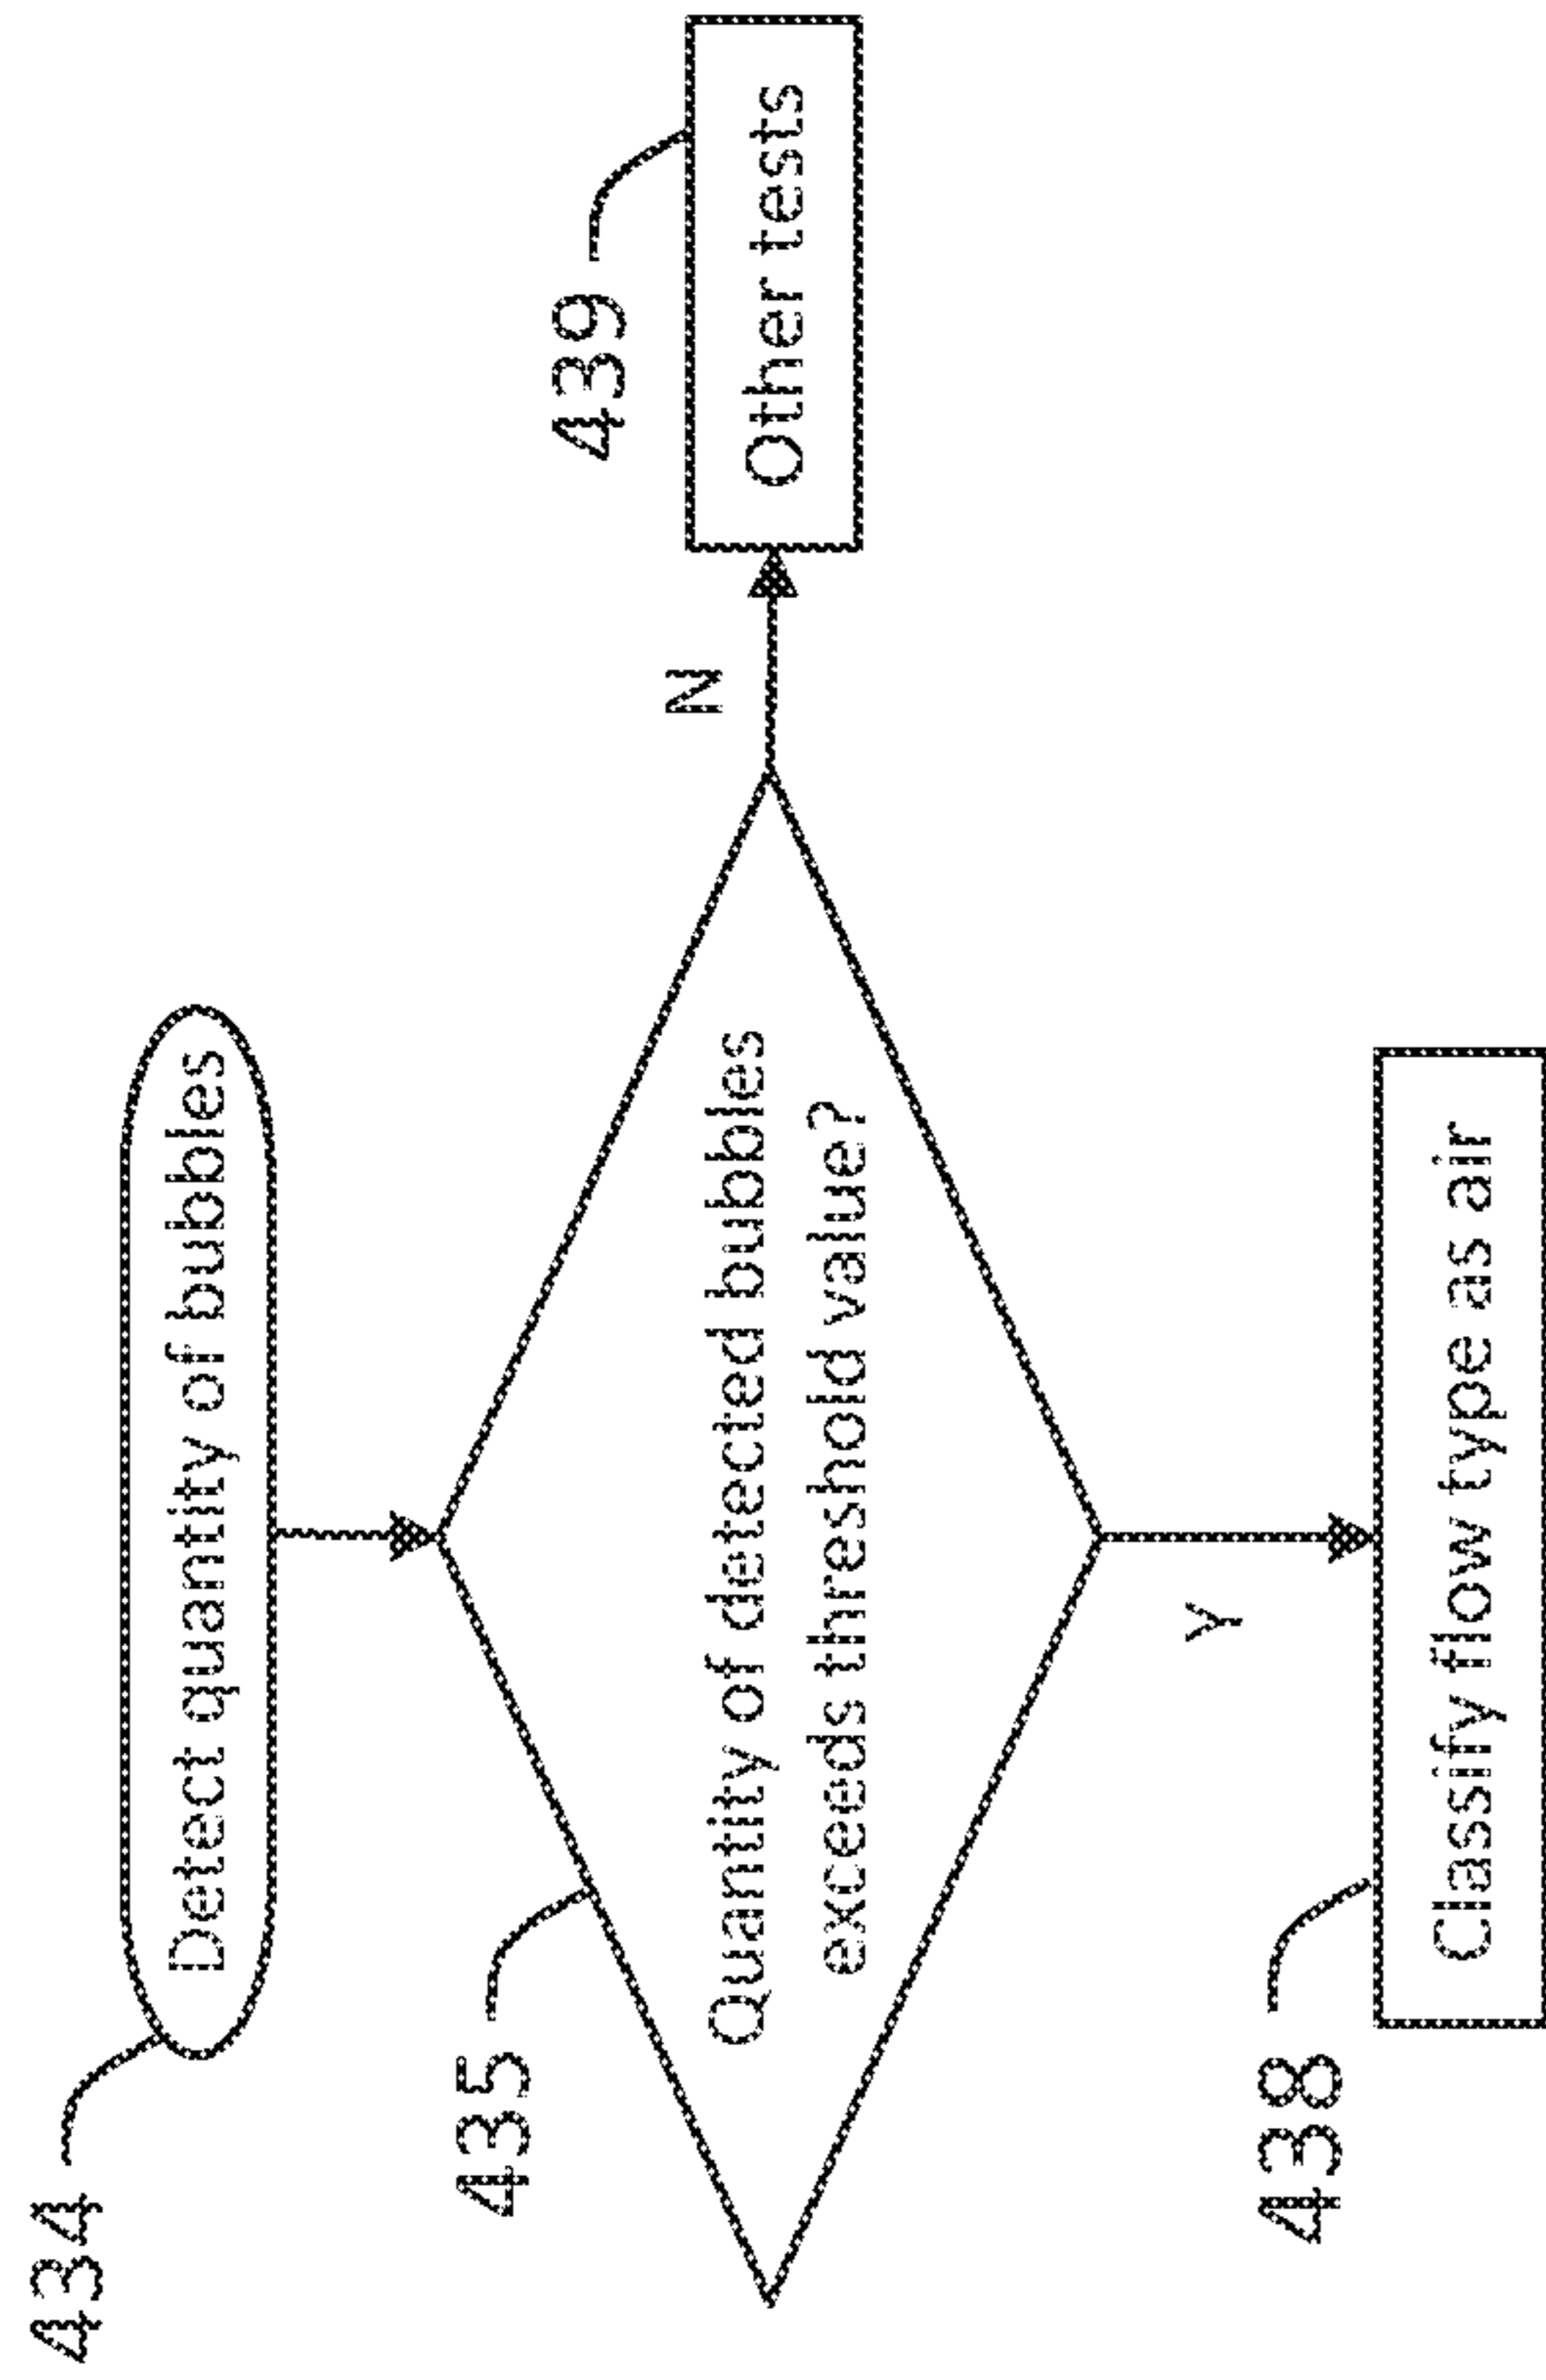 434
Detect quantity of bubbles
435
Quantity of detected bubbles
exceeds threshold value?
N
439
Other tests
Y
438
Classify flow type as air